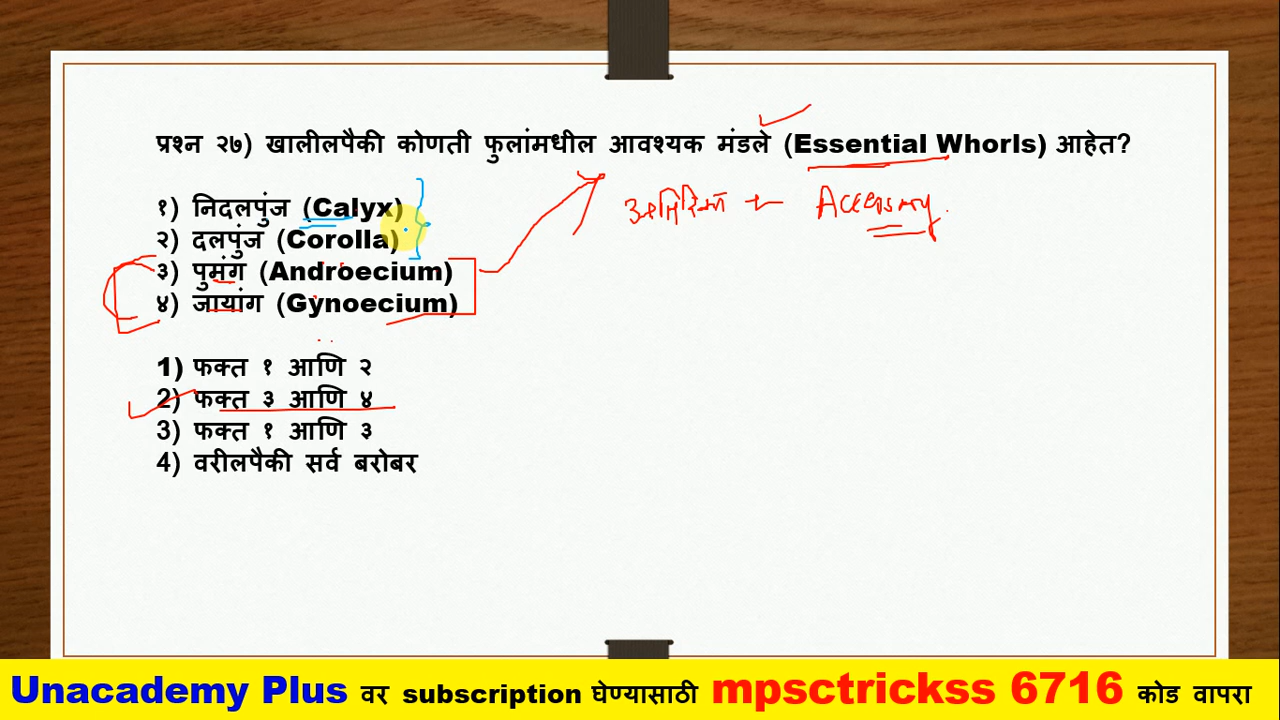 प्रश्न २७) खालीलपैकी कोणती फुलांमधील आवश्यक मंडले (Essential Whorls) आहेत?
अतिरिक्त Accessory
१) निदलपुंज (Calyx)
२) दलपुंज (Corolla)
३) पुमंग (Androecium)
४) जायांग (Gynoecium)
1) फक्त १ आणि २
2) फक्त ३ आणि ४
3) फक्त १ आणि ३
4) वरीलपैकी सर्व बरोबर
Unacademy Plus वर subscription घेण्यासाठी mpsctrickss 6716 कोड वापरा